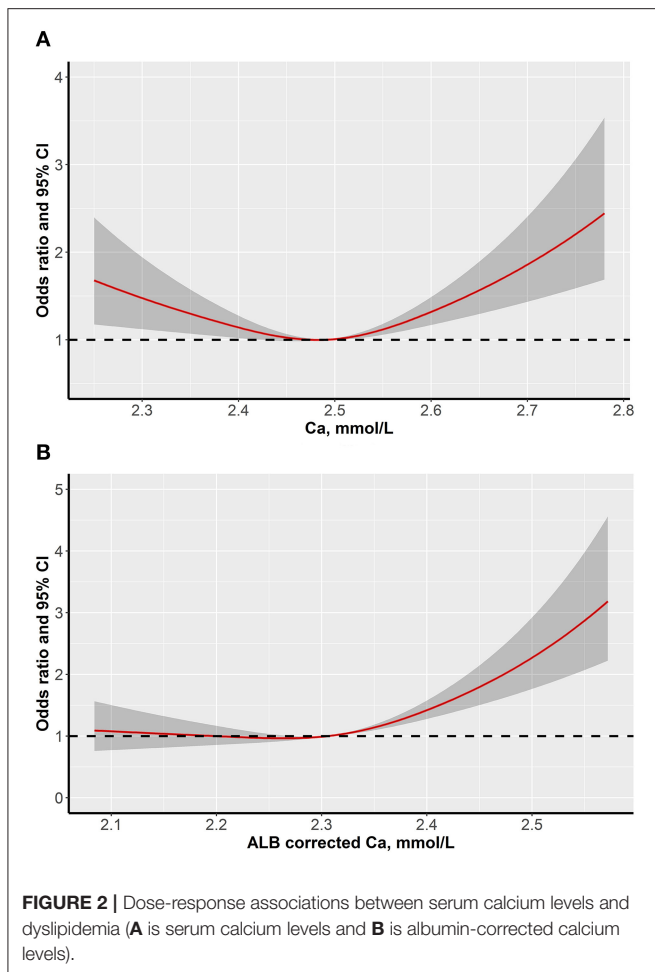 A
4
3
2
1
Odds ratio and 95% CI
2.3 2.4 2.5 2.6 2.7 2.8
Ca, mmol/L
B
5
4
3
2
1
0
Odds ratio and 95% CI
2.1 2.2 2.3 2.4 2.5
ALB corrected Ca, mmol/L
FIGURE 2 | Dose-response associations between serum calcium levels and
dyslipidemia (A is serum calcium levels and B is albumin-corrected calcium
levels).